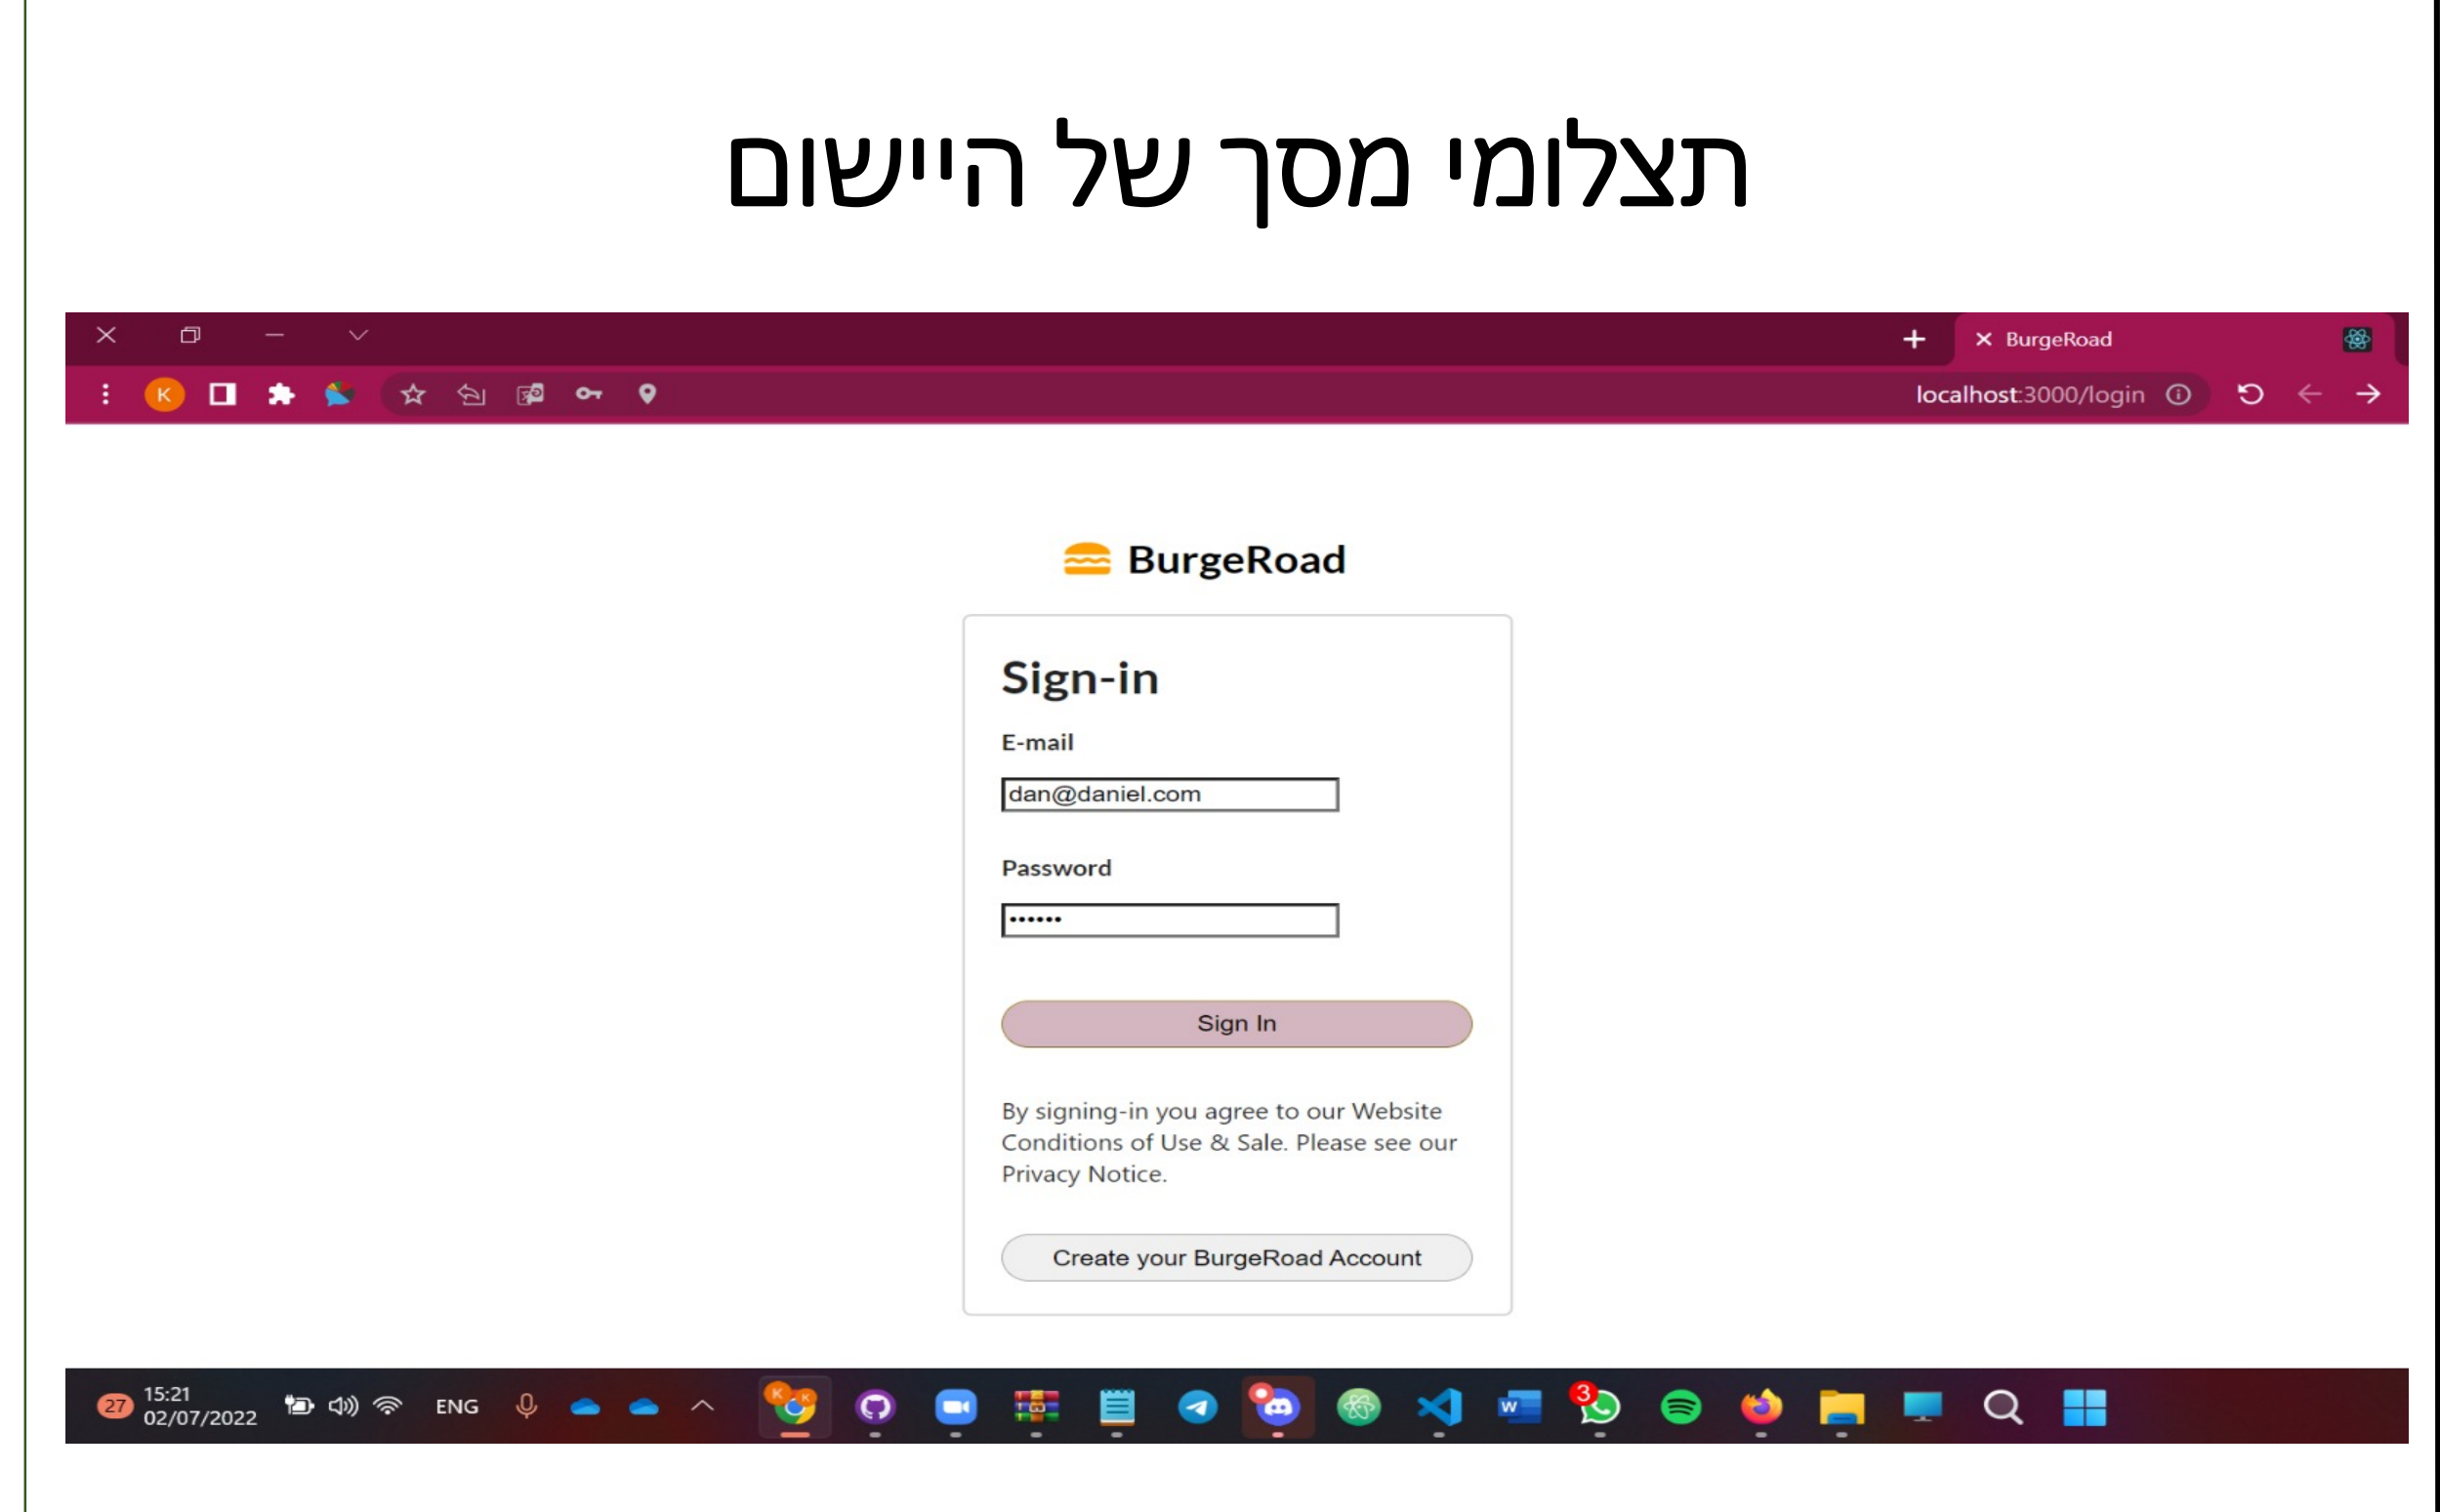 תצלומי מסך של היישום
BurgeRoad
localhost:3000/login
K
BurgeRoad
Sign-in
E-mail
dan@daniel.com
Password
••••••
Sign In
By signing-in you agree to our Website
Conditions of Use & Sale. Please see our
Privacy Notice.
Create your BurgeRoad Account
27
15:21
02/07/2022
ENG
K
K
W
3